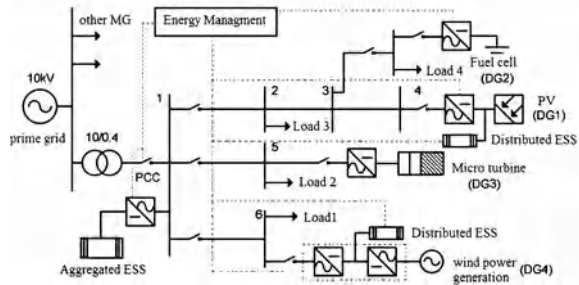 other MG
Energy Managment
10kV
prime grid
10/0.4
PCC
Aggregated ESS
1
2
3
4
Load 3
Load 4
Fuel cell
(DG2)
PV
(DG1)
Distributed ESS
5
Load 2
Micro turbine
(DG3)
6
Load1
Distributed ESS
wind power
generation
(DG4)